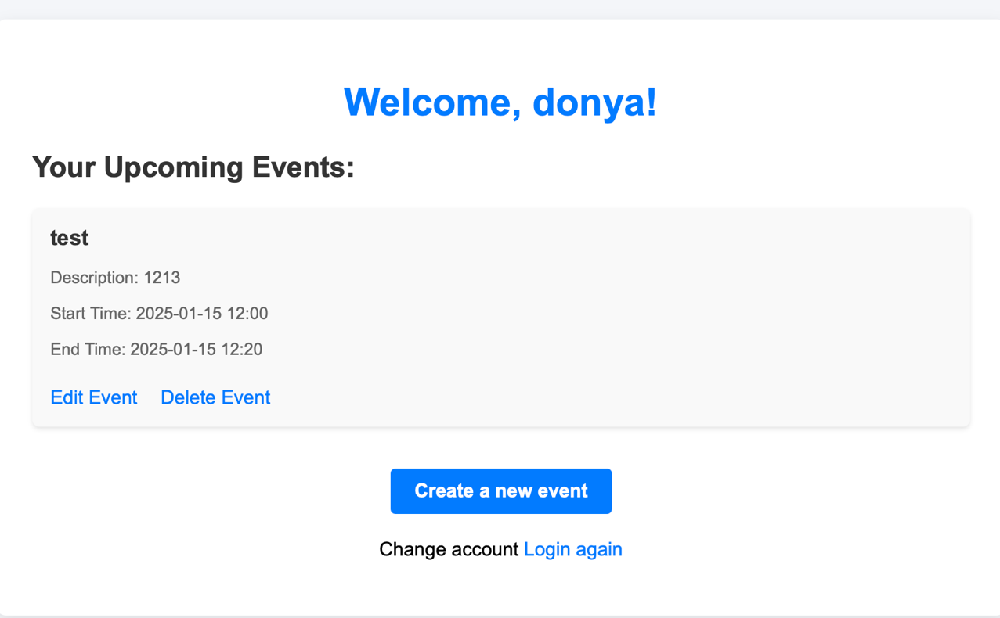 Welcome, donya!
Your Upcoming Events:
test
Description: 1213
Start Time: 2025-01-15 12:00
End Time: 2025-01-15 12:20
Edit Event Delete Event
Create a new event
Change account Login again